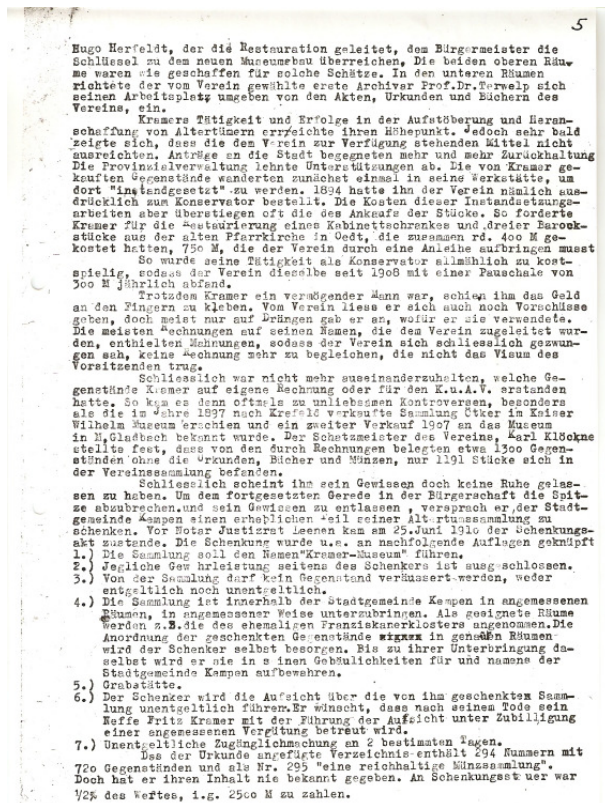 5
Hugo Herfeldt, der die Restauration geleitet, dem Bürgermeister die
Schlüssel zu dem neuen Museumsbau überreichen. Die beiden oberen Räu-
me waren wie geschaffen für solche Schätze. In den unteren Räumen
richtete der vom Verein gewählte erste Archivar Prof.Dr.Terwelp sich
seinen Arbeitsplatz umgeben von den Akten, Urkunden und Büchern des
Vereins, ein.
Kramers Tätigkeit und Erfolge in der Aufstöberung und Heran-
schaffung von Altertümern erreichte ihren Höhepunkt. Jedoch sehr bald
zeigte sich, dass die dem Verein zur Verfügung stehenden Mittel nicht
ausreichten. Anträge an die Stadt begegneten mehr und mehr Zurückhaltung
Die Provinzialverwaltung lehnte Unterstützungen ab. Die von Kramer ge-
kauften Gegenstände wanderten zunächst einmal in seine Werkstätte, um
dort "instandgesetzt" zu werden. 1894 hatte ihn der Verein nämlich aus-
drücklich zum Konservator bestellt. Die Kosten dieser Instandsetzungs-
arbeiten aber überstiegen oft die des Ankaufs der Stücke. So forderte
Kramer für die Restaurierung eines Kabinettschrankes und dreier Barock-
stücke aus der alten Pfarrkirche in Oedt, die zusammen rd. 400 M ge-
kostet hatten, 750 M, die der Verein durch eine Anleihe aufbringen musst
So wurde seine Tätigkeit als Konservator allmählich zu kost-
spielig, sodass der Verein dieselbe seit 1908 mit einer Pauschale von
300 M jährlich abfand.
Trotzdem Kramer ein vermögender Mann war, schien ihm das Geld
an den Fingern zu kleben. Vom Verein liess er sich auch noch Vorschüsse
geben, doch meist nur auf Drängen gab er an, wofür er die verwendete.
Die meisten Rechnungen auf seinen Namen, die dem Verein zugeleitet wur-
den, enthielten Mahnungen, sodass der Verein sich schliesslich gezwun-
gen sah, keine Rechnung mehr zu begleichen, die nicht das Visum des
Vorsitzenden trug.
Schliesslich war nicht mehr auseinanderzuhalten, welche Ge-
genstände Kramer auf eigene Rechnung oder für den K.u.A.V. erstanden
hatte. So kam es denn oftmals zu unliebsamen Kontroversen, besonders
als die im Jahre 1897 nach Krefeld verkaufte Sammlung Ötker im Kaiser
Wilhelm Museum erschien und ein zweiter Verkauf 1907 an das Museum
in M.Gladbach bekannt wurde. Der Schatzmeister des Vereins, Karl Klöckne
stellte fest, dass von den durch Rechnungen belegten etwa 1300 Gegen-
ständen ohne die Urkunden, Bücher und Münzen, nur 1191 Stücke sich in
der Vereinssammlung befanden.
Schliesslich scheint ihm sein Gewissen doch keine Ruhe gelas-
sen zu haben. Um dem fortgesetzten Gerede in der Bürgerschaft die Spit-
ze abzubrechen.und sein Gewissen zu entlassen , versprach er,der Stadt-
gemeinde Kempen einen erheblichen Teil seiner Altertumssammlung zu
schenken. Vor Notar Justizrat Leenen kam am 25.Juni 1910 der Schenkungs-
akt zustande. Die Schenkung wurde u.a. an nachfolgende Auflagen geknüpft
1.) Die Sammlung soll den Namen"Kramer-Museum" führen.
2.) Jegliche Gew hrleistung seitens des Schenkers ist ausgeschlossen.
3.) Von der Sammlung darf kein Gegenstand veräussert werden, weder
entgeltlich noch unentgeltlich.
4.) Die Sammlung ist innerhalb der Stadtgemeinde Kempen in angemessenen
Räumen, in angemessener Weise unterzubringen. Als geeignete Räume
werden z.B.die des ehemaligen Franziskanerklosters angenommen.Die
Anordnung der geschenkten Gegenstände in genauen Räumen
wird der Schenker selbst besorgen. Bis zu ihrer Unterbringung da-
selbst wird er sie in s inen Gebäulichkeiten für und namens der
Stadtgemeinde Kempen aufbewahren.
5.) Grabstätte.
6.) Der Schenker wird die Aufsicht über die von ihm geschenkten Samm-
lung unentgeltlich führen.Er wünscht, dass nach seinem Tode sein
Neffe Fritz Kramer mit der Führung der Aufsicht unter Zubilligung
einer angemessenen Vergütung betraut wird.
7.) Unentgeltliche Zugänglichmachung an 2 bestimmten Tagen.
Das der Urkunde angefügte Verzeichnis enthält 294 Nummern mit
720 Gegenständen und als Nr. 295 "eine reichhaltige Münzsammlung".
Doch hat er ihren Inhalt nie bekannt gegeben. An Schenkungssteuer war
1/2% des Wertes, i.g. 2500 M zu zahlen.